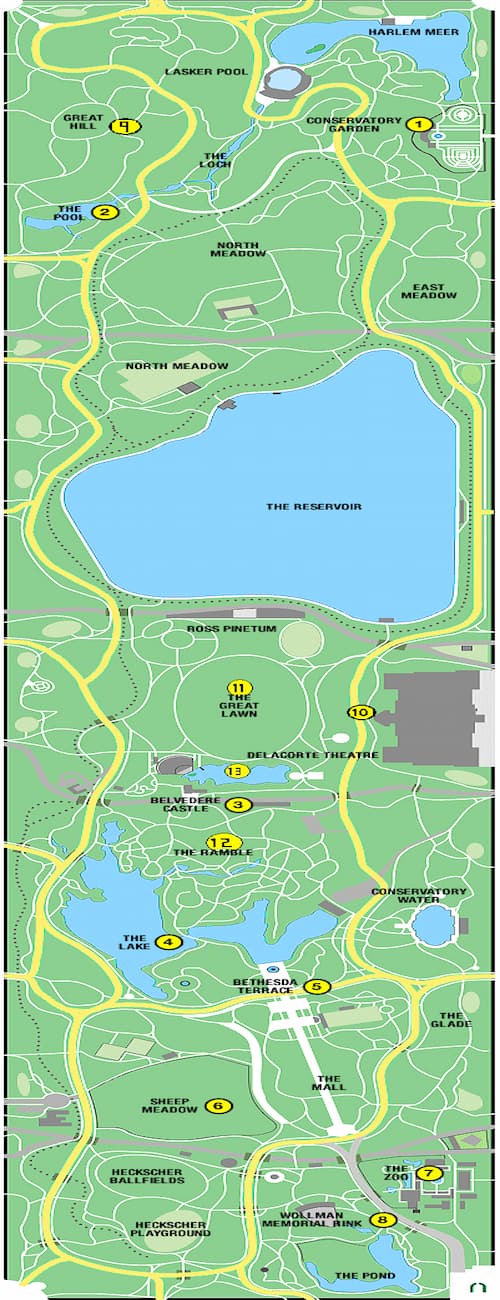 HARLEM MEER
LASKER POOL
GREAT
HILL
9
CONSERVATORY
GARDEN
1
THE
LOCH
THE
POOL
2
NORTH
MEADOW
EAST
MEADOW
NORTH MEADOW
THE RESERVOIR
ROSS PINETUM
11
THE
GREAT
LAWN
10
DELACORTE THEATRE
13
BELVEDERE
CASTLE
3
12
THE RAMBLE
CONSERVATORY
WATER
THE
LAKE
4
BETHESDA
TERRACE
5
THE
GLADE
THE
MALL
SHEEP
MEADOW
6
HECKSCHER
BALLFIELDS
THE
ZOO
7
WOLLMAN
MEMORIAL RINK
8
HECKSCHER
PLAYGROUND
THE POND